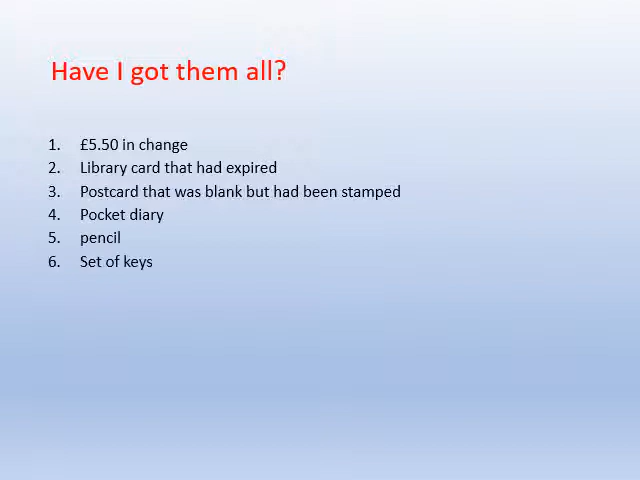 Have I got them all?
1. £5.50 in change
2. Library card that had expired
3. Postcard that was blank but had been stamped
4. Pocket diary
5. pencil
6. Set of keys